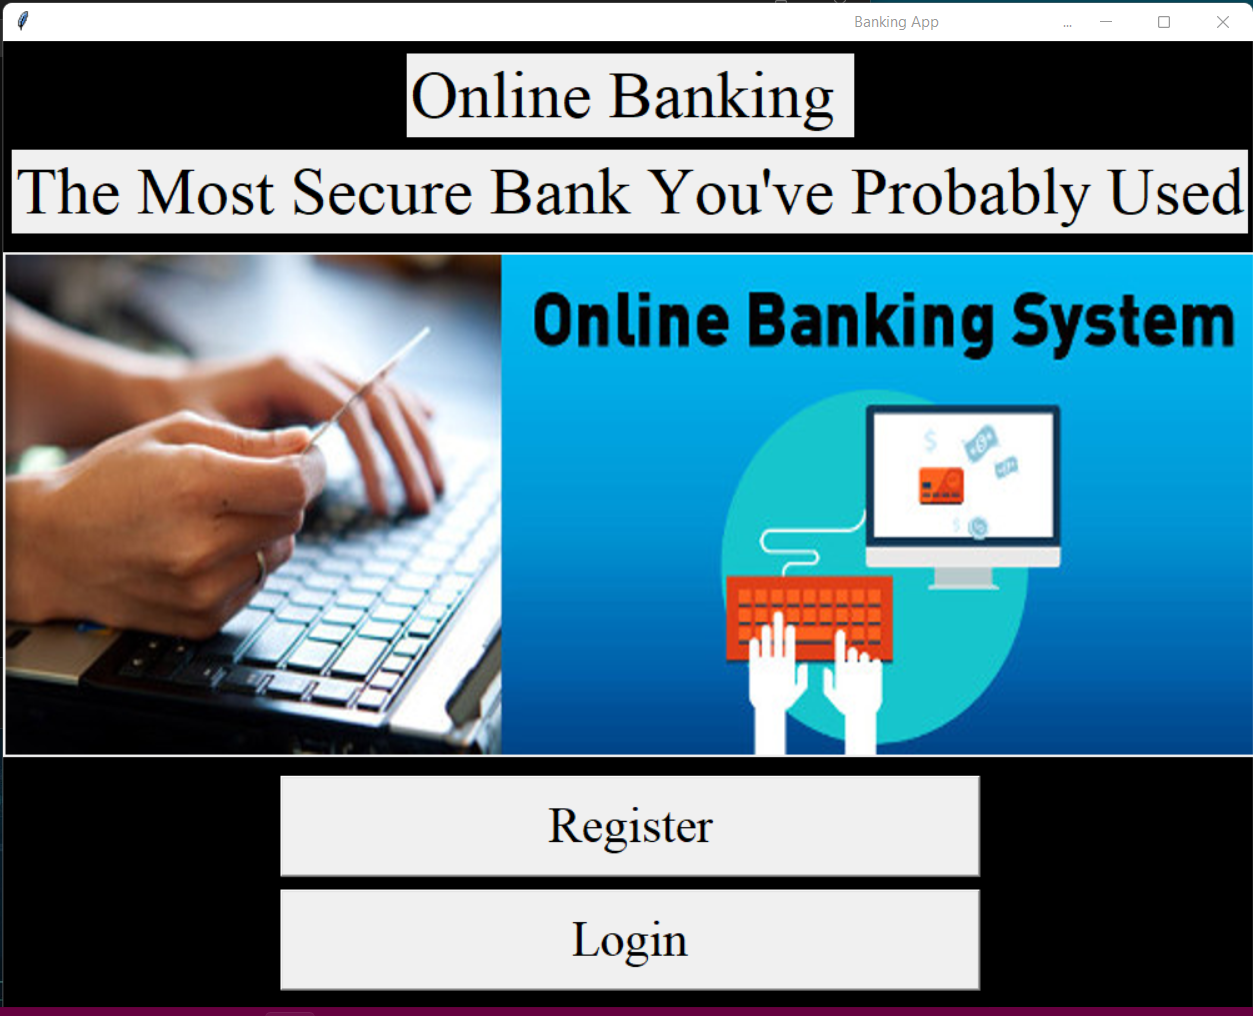 Banking App
...
Online Banking
The Most Secure Bank You've Probably Used
Online Banking System
Register
Login